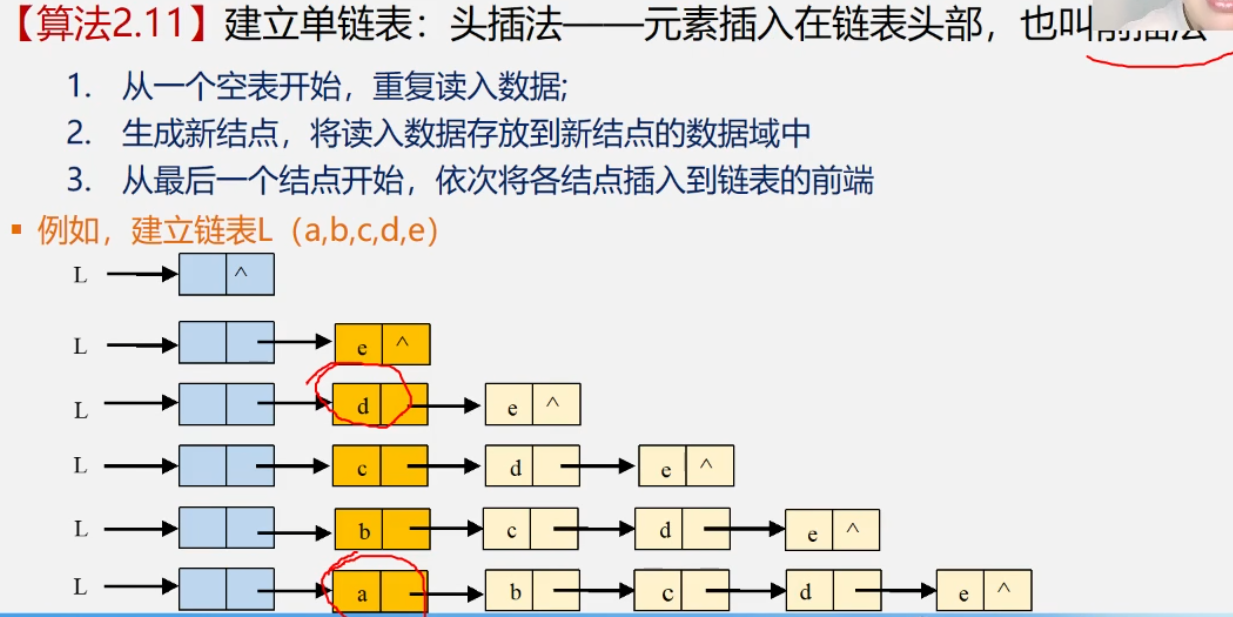 【算法2.11】建立单链表：头插法——元素插入在链表头部，也叫前插法
1. 从一个空表开始，重复读入数据;
2. 生成新结点，将读入数据存放到新结点的数据域中
3. 从最后一个结点开始，依次将各结点插入到链表的前端
▪ 例如，建立链表L（a,b,c,d,e）
L ^
L e ^
L d e ^
L c d e ^
L b c d e ^
L a b c d e ^